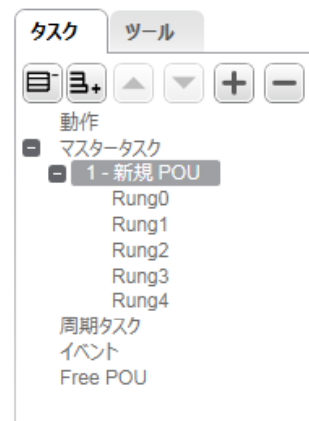 タスク ツール
動作
マスタータスク
1 - 新規 POU
Rung0
Rung1
Rung2
Rung3
Rung4
周期タスク
イベント
Free POU